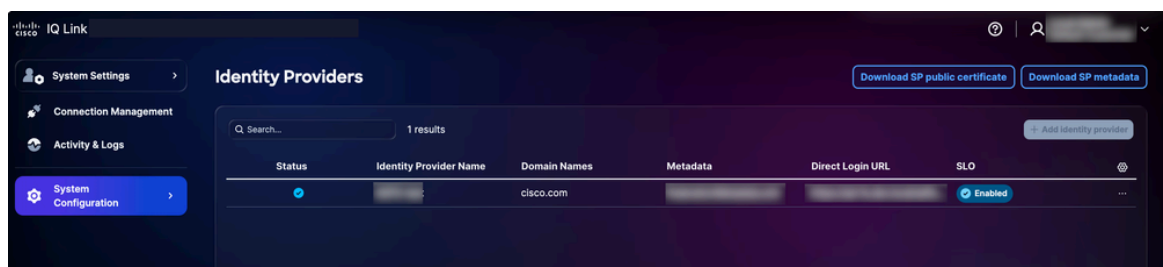 cisco IQ Link
System Settings
Identity Providers
Download SP public certificate
Download SP metadata
Connection Management
Search...
1 results
+ Add identity provider
Activity & Logs
Status
Identity Provider Name
Domain Names
Metadata
Direct Login URL
SLO
System
Configuration
cisco.com
Enabled